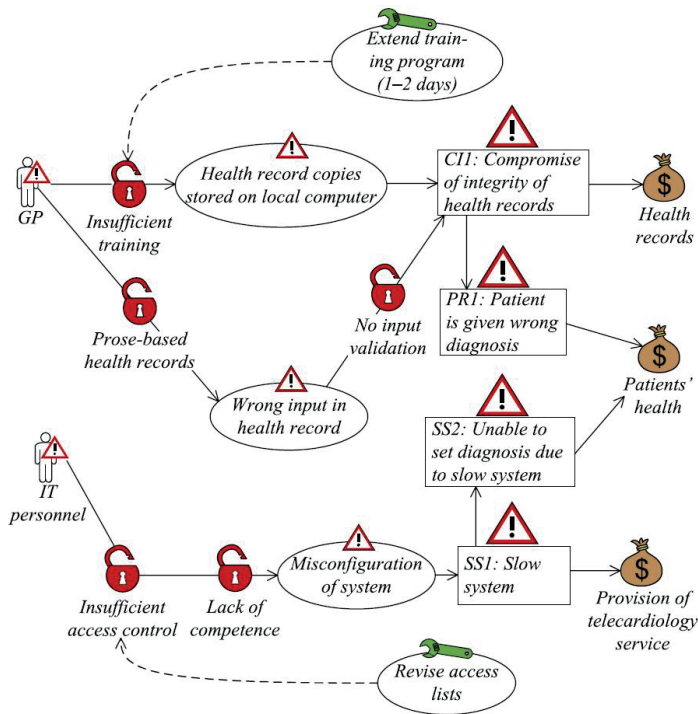 Extend train-
ing program
(1–2 days)
GP
Insufficient
training
Health record copies
stored on local computer
CI1: Compromise
of integrity of
health records
$
Health
records
Prose-based
health records
No input
validation
PR1: Patient
is given wrong
diagnosis
$
Patients’
health
Wrong input in
health record
SS2: Unable to
set diagnosis due
to slow system
IT
personnel
Insufficient
access control
Lack of
competence
Misconfiguration
of system
SS1: Slow
system
$
Provision of
telecardiology
service
Revise access
lists